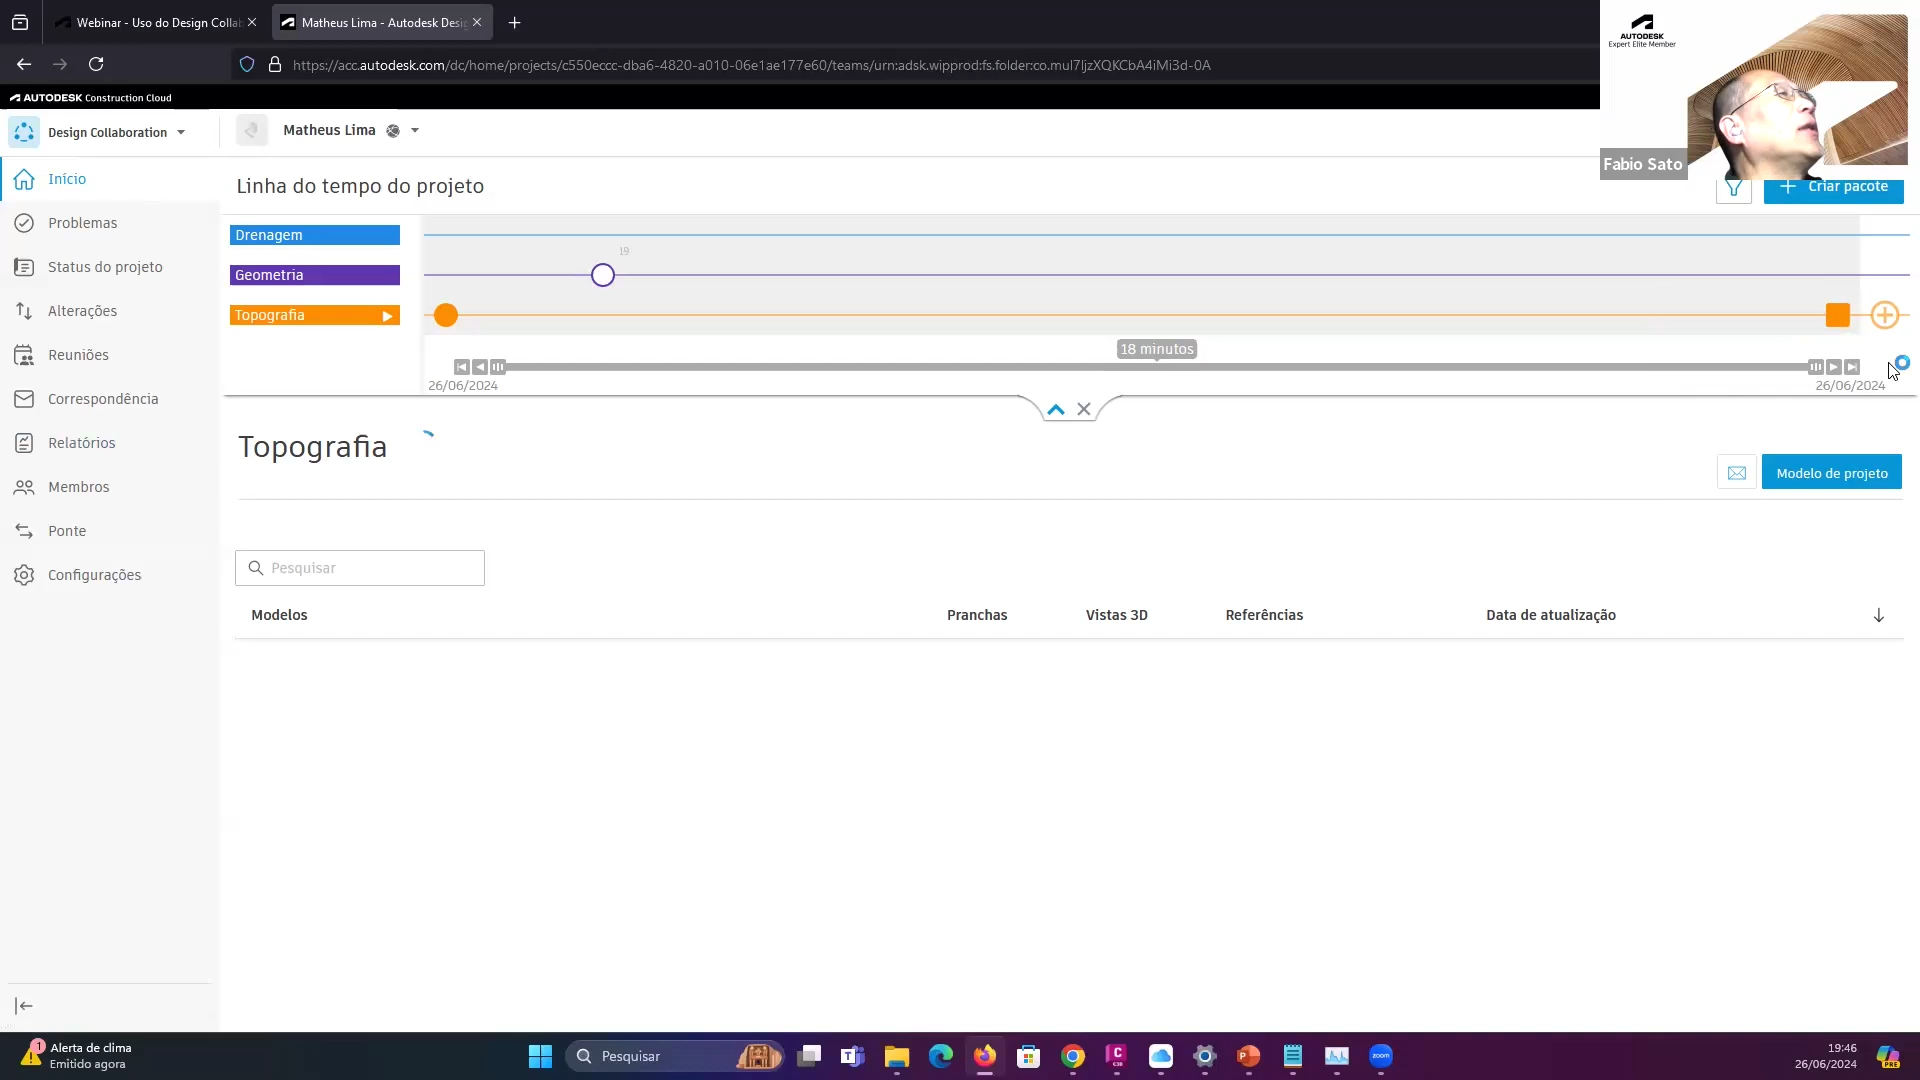 Webinar - Uso do Design Collab
Matheus Lima - Autodesk Desig
https://acc.autodesk.com/dc/home/projects/c550eccc-dba6-4820-a010-06e1ae177e60/teams/urn:adsk.wipprod:fs.folder:co.mul7ljzXQKCbA4iMi3d-0A
AUTODESK
Expert Elite Member
Fabio Sato
AUTODESK Construction Cloud
Design Collaboration
Matheus Lima
Início
Problemas
Status do projeto
Alterações
Reuniões
Correspondência
Relatórios
Membros
Ponte
Configurações
Linha do tempo do projeto
Criar pacote
Drenagem
19
Geometria
Topografia
18 minutos
26/06/2024
26/06/2024
Topografia
Modelo de projeto
Pesquisar
Modelos
Pranchas
Vistas 3D
Referências
Data de atualização
1
Alerta de clima
Emitido agora
Pesquisar
zoom
19:46
26/06/2024
PRE